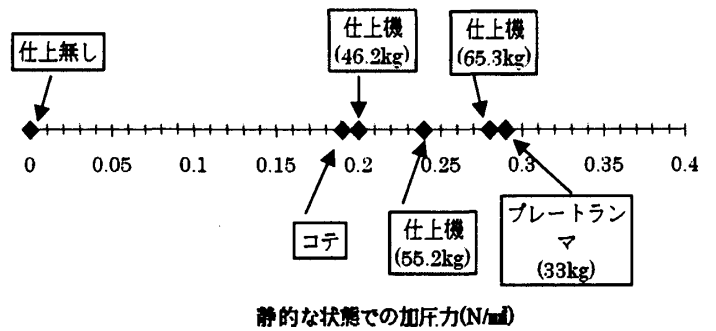 仕上無し
仕上機
(46.2kg)
仕上機
(65.3kg)
0 0.05 0.1 0.15 0.2 0.25 0.3 0.35 0.4
コテ
仕上機
(55.2kg)
プレートラン
マ
(33kg)
静的な状態での加圧力(N/㎟)